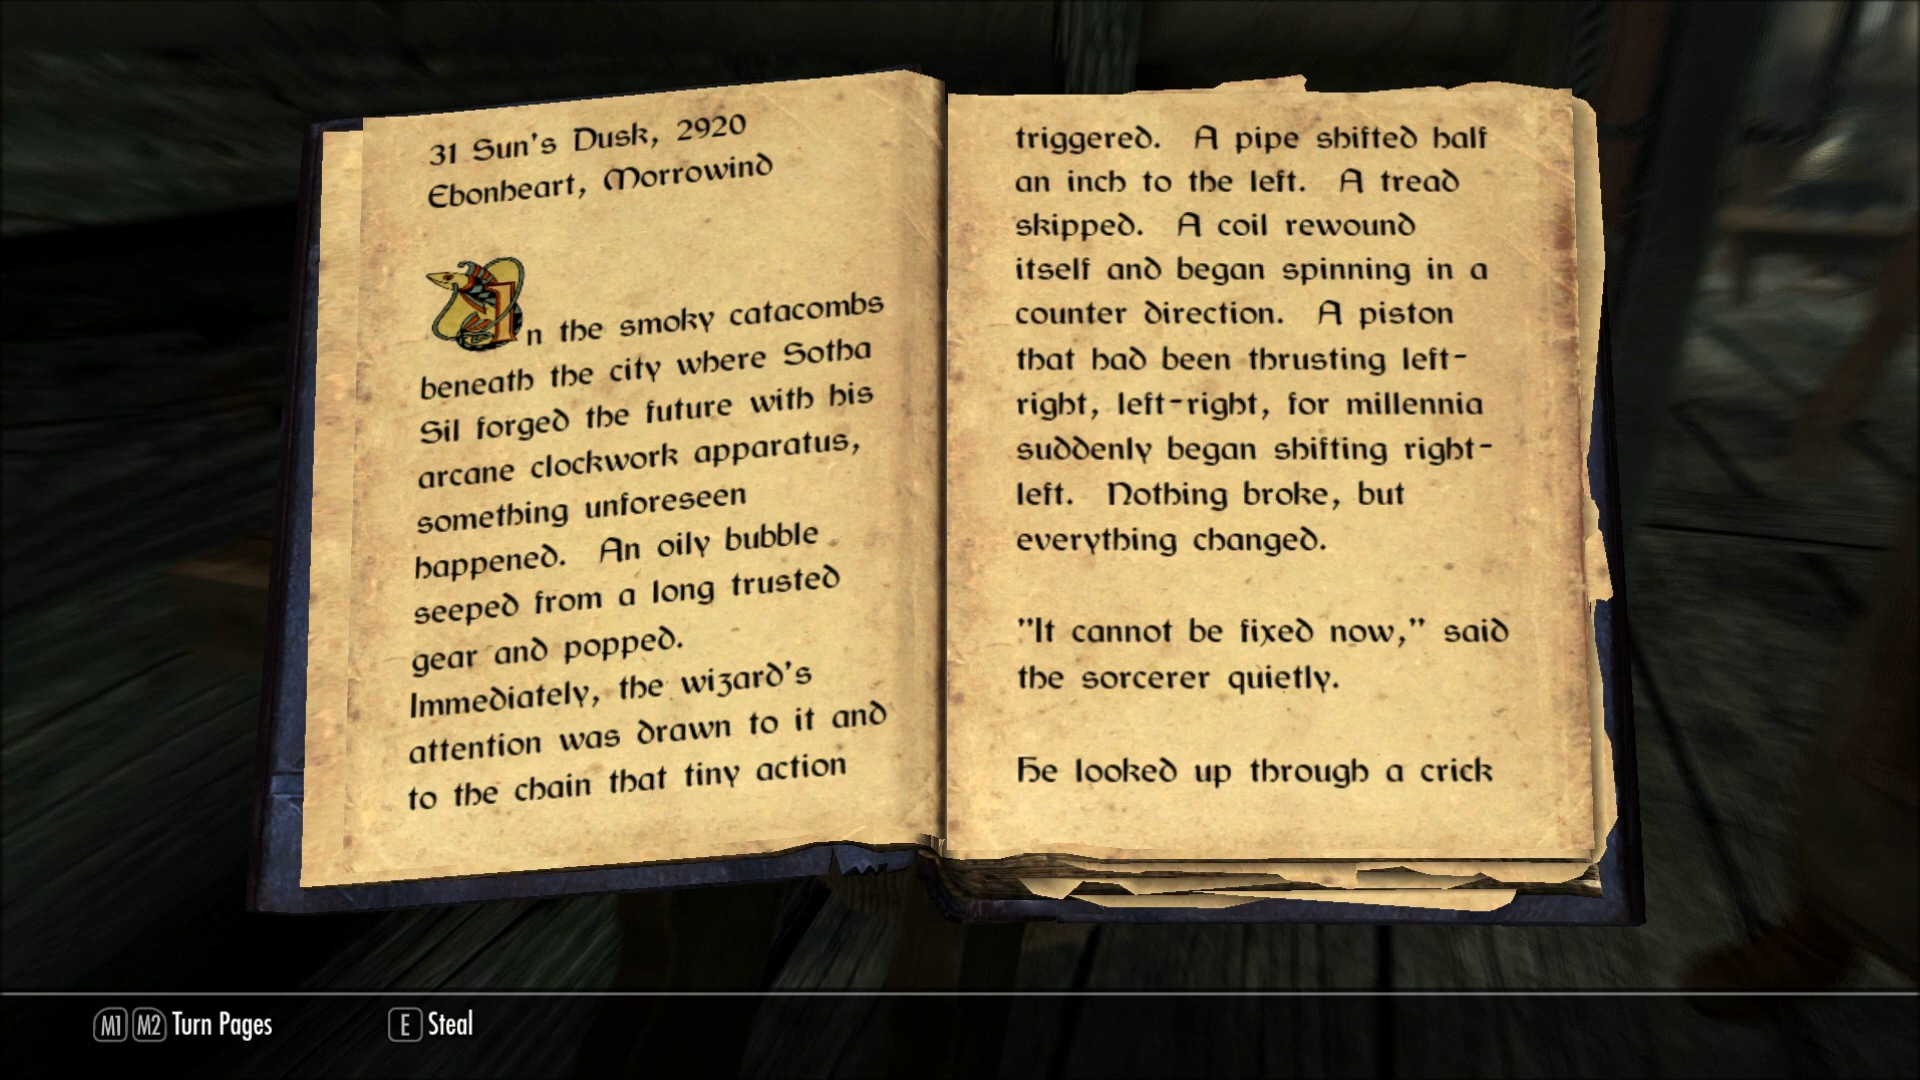 31 Sun's Dusk, 2920
Ebonheart, Morrowind
In the smoky catacombs
beneath the city where Sotha
Sil forged the future with his
arcane clockwork apparatus,
something unforeseen
happened. An oily bubble
seeped from a long trusted
gear and popped.
Immediately, the wizard's
attention was drawn to it and
to the chain that tiny action
triggered. A pipe shifted half
an inch to the left. A tread
skipped. A coil rewound
itself and began spinning in a
counter direction. A piston
that had been thrusting left-
right, left-right, for millennia
suddenly began shifting right-
left. Nothing broke, but
everything changed.
"It cannot be fixed now," said
the sorcerer quietly.
He looked up through a crick
M1 M2 Turn Pages
E Steal